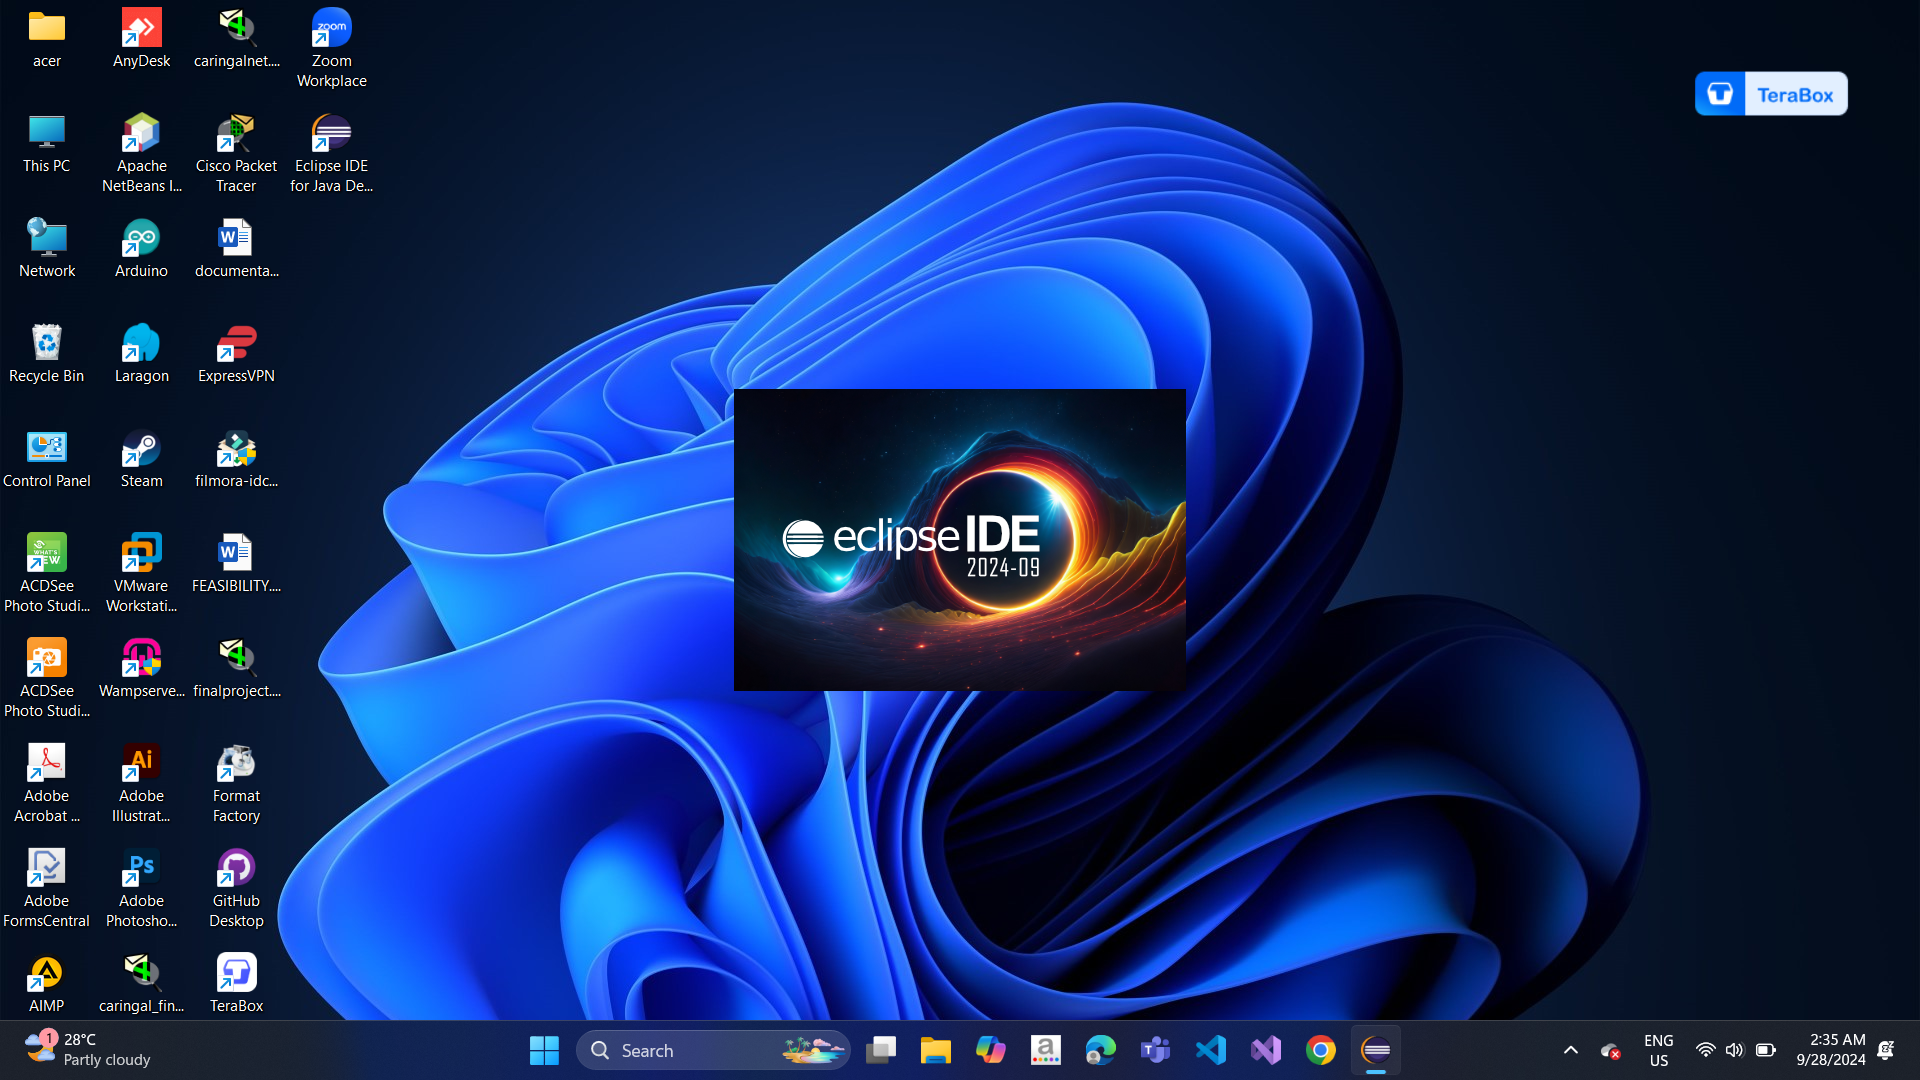 acer
AnyDesk
caringalnet....
Zoom
Workplace
TeraBox
This PC
Apache
NetBeans I...
Cisco Packet
Tracer
Eclipse IDE
for Java De...
Network
Arduino
documenta...
Recycle Bin
Laragon
ExpressVPN
Control Panel
Steam
filmora-idc...
eclipse IDE
2024-09
ACDSee
Photo Studi...
VMware
Workstati...
FEASIBILITY....
ACDSee
Photo Studi...
Wampserve...
finalproject....
Adobe
Acrobat ...
Adobe
Illustrat...
Format
Factory
Adobe
FormsCentral
Adobe
Photosho...
GitHub
Desktop
AIMP
caringal_fin...
TeraBox
1
28°C
Partly cloudy
Search
ENG
US
2:35 AM
9/28/2024